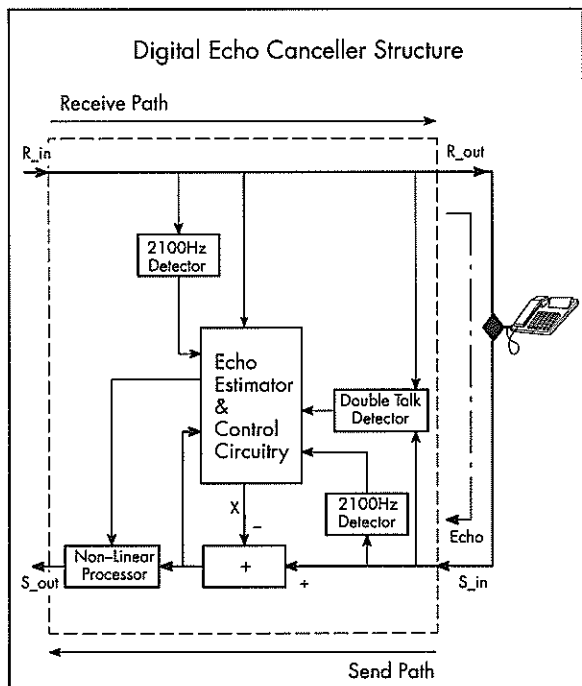 Digital Echo Canceller Structure
Receive Path
R_in
R_out
2100Hz
Detector
Echo
Estimator
&
Control
Circuitry
Double Talk
Detector
2100Hz
Detector
X
−
Echo
Non–Linear
Processor
+
+
S_out
S_in
Send Path